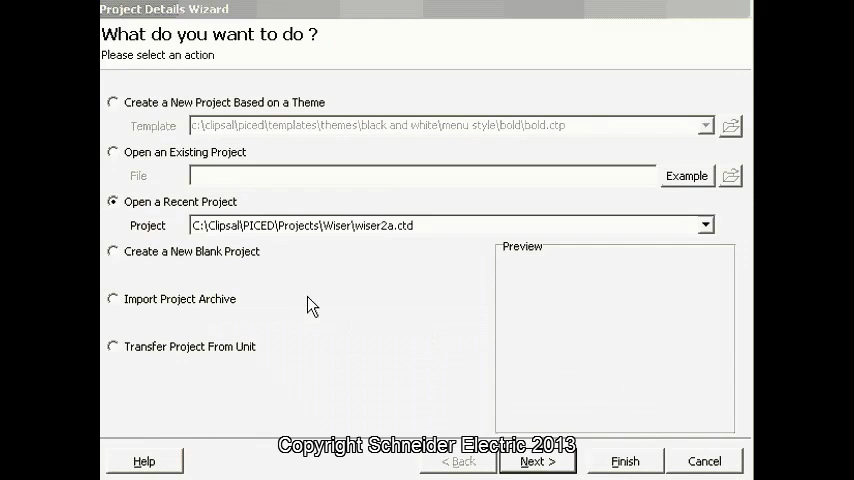 Project Details Wizard
What do you want to do ?
Please select an action
Create a New Project Based on a Theme
Template c:\clipsal\piced\templates\themes\black and white\menu style\bold\bold.ctp
Open an Existing Project
File Example
Open a Recent Project
Project C:\Clipsal\PICED\Projects\Wiser\wiser2a.ctd
Create a New Blank Project
Preview
Import Project Archive
Transfer Project From Unit
Copyright Schneider Electric 2013
Help < Back Next > Finish Cancel